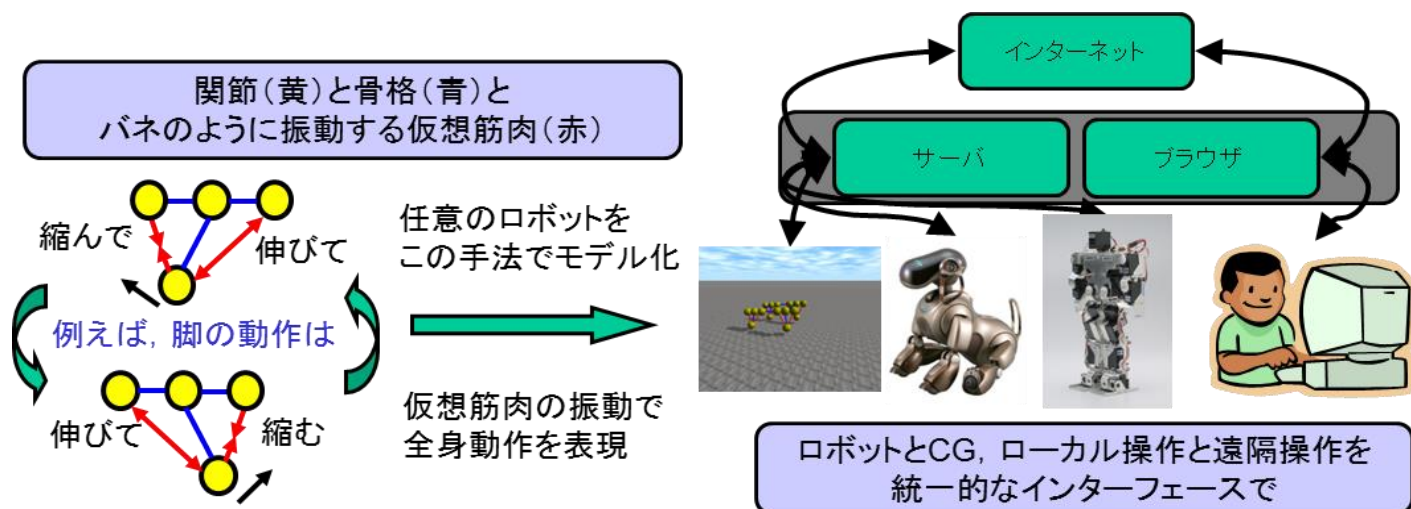 関節（黄）と骨格（青）と
バネのように振動する仮想筋肉（赤）
縮んで
伸びて
例えば，脚の動作は
伸びて
縮む
任意のロボットを
この手法でモデル化
仮想筋肉の振動で
全身動作を表現
インターネット
サーバ
ブラウザ
ロボットとCG，ローカル操作と遠隔操作を
統一的なインターフェースで